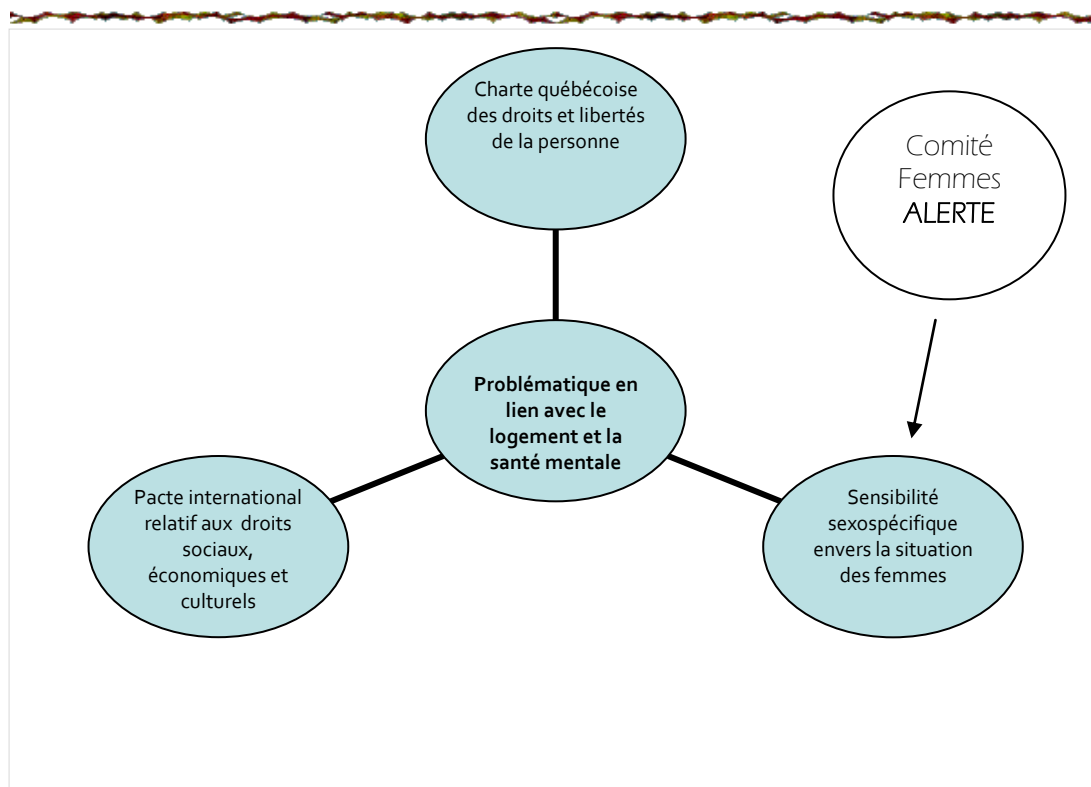 Charte québécoise
des droits et libertés
de la personne
Comité
Femmes
ALERTE
Problématique en
lien avec le
logement et la
santé mentale
Pacte international
relatif aux droits
sociaux,
économiques et
culturels
Sensibilité
sexospécifique
envers la situation
des femmes